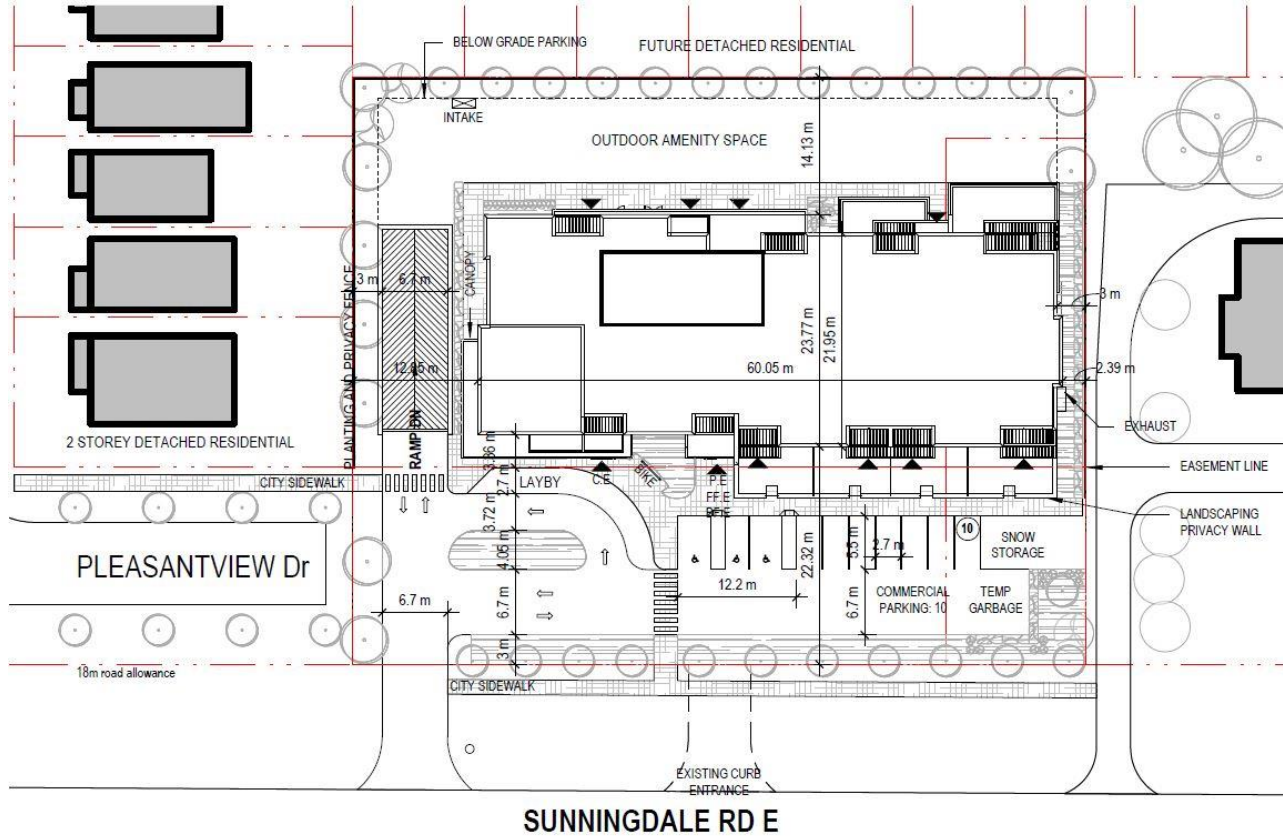 BELOW GRADE PARKING
FUTURE DETACHED RESIDENTIAL
INTAKE
OUTDOOR AMENITY SPACE
14.13 m
PLANTING AND PRIVACY FENCE
3 m
6.7 m
CANOPY
23.77 m
21.95 m
3 m
12.85 m
60.05 m
2.39 m
EXHAUST
2 STOREY DETACHED RESIDENTIAL
RAMP DN
3.86 m
C.E
BIKE
P.E
FF.E
EASEMENT LINE
CITY SIDEWALK
LAYBY
2.7 m
LANDSCAPING
PRIVACY WALL
3.72 m
10
SNOW
STORAGE
PLEASANTVIEW Dr
4.05 m
5.5 m
2.7 m
22.32 m
12.2 m
COMMERCIAL
PARKING: 10
TEMP
GARBAGE
6.7 m
6.7 m
6.7 m
3 m
18m road allowance
CITY SIDEWALK
EXISTING CURB
ENTRANCE
SUNNINGDALE RD E